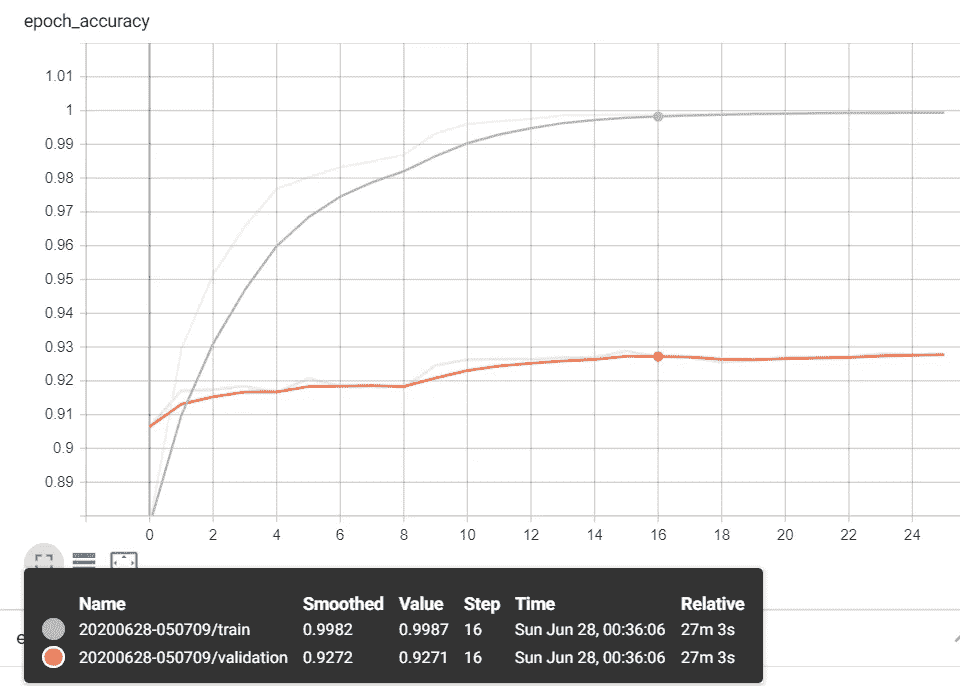 epoch_accuracy
1.01
1
0.99
0.98
0.97
0.96
0.95
0.94
0.93
0.92
0.91
0.9
0.89
0 2 4 6 8 10 12 14 16 18 20 22 24
Name Smoothed Value Step Time Relative
20200628-050709/train 0.9982 0.9987 16 Sun Jun 28, 00:36:06 27m 3s
20200628-050709/validation 0.9272 0.9271 16 Sun Jun 28, 00:36:06 27m 3s